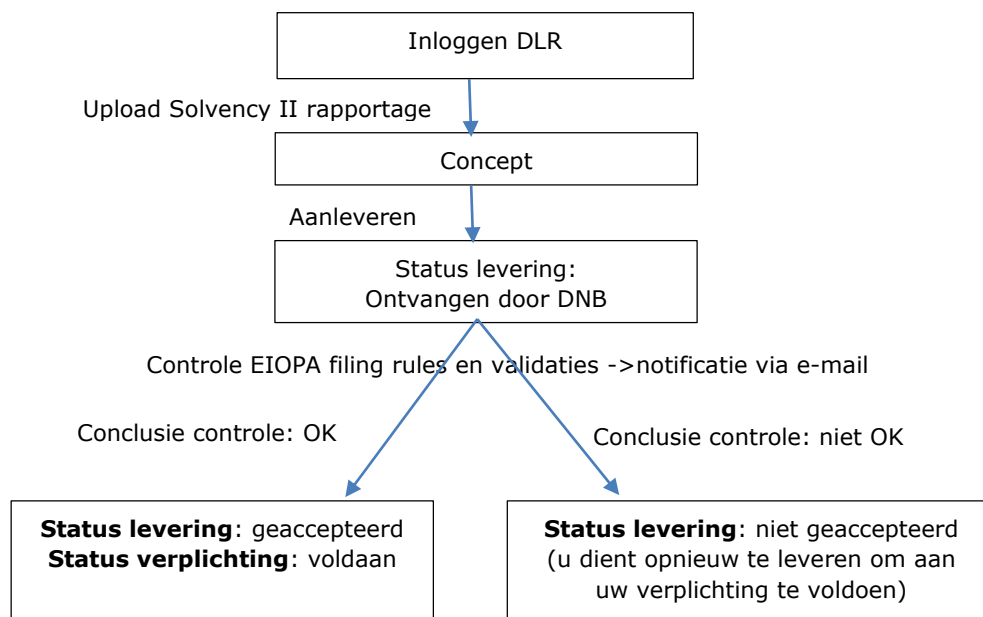 Inloggen DLR
Upload Solvency II rapportage
Concept
Aanleveren
Status levering:
Ontvangen door DNB
Controle EIOPA filing rules en validaties ->notificatie via e-mail
Conclusie controle: OK
Conclusie controle: niet OK
Status levering: geaccepteerd
Status verplichting: voldaan
Status levering: niet geaccepteerd
(u dient opnieuw te leveren om aan
uw verplichting te voldoen)